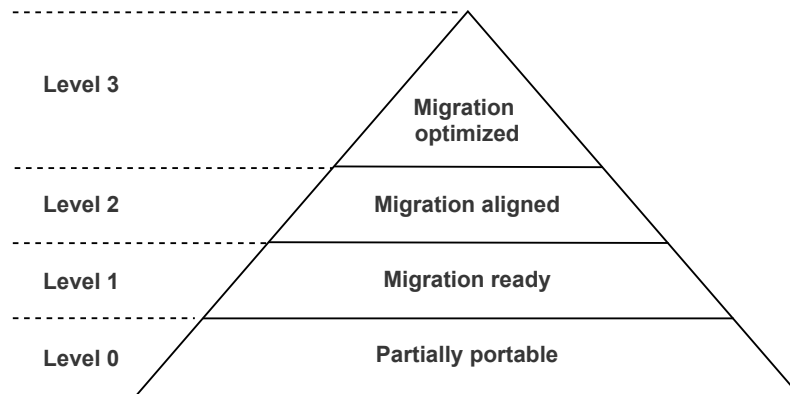 Level 3
Migration
optimized
Level 2
Migration aligned
Level 1
Migration ready
Level 0
Partially portable